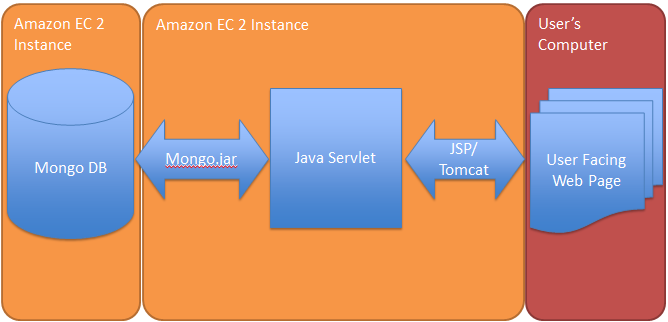 Amazon EC 2
Instance
Amazon EC 2 Instance
User's
Computer
Mongo DB
Mongo.jar
Java Servlet
JSP/
Tomcat
User Facing
Web Page